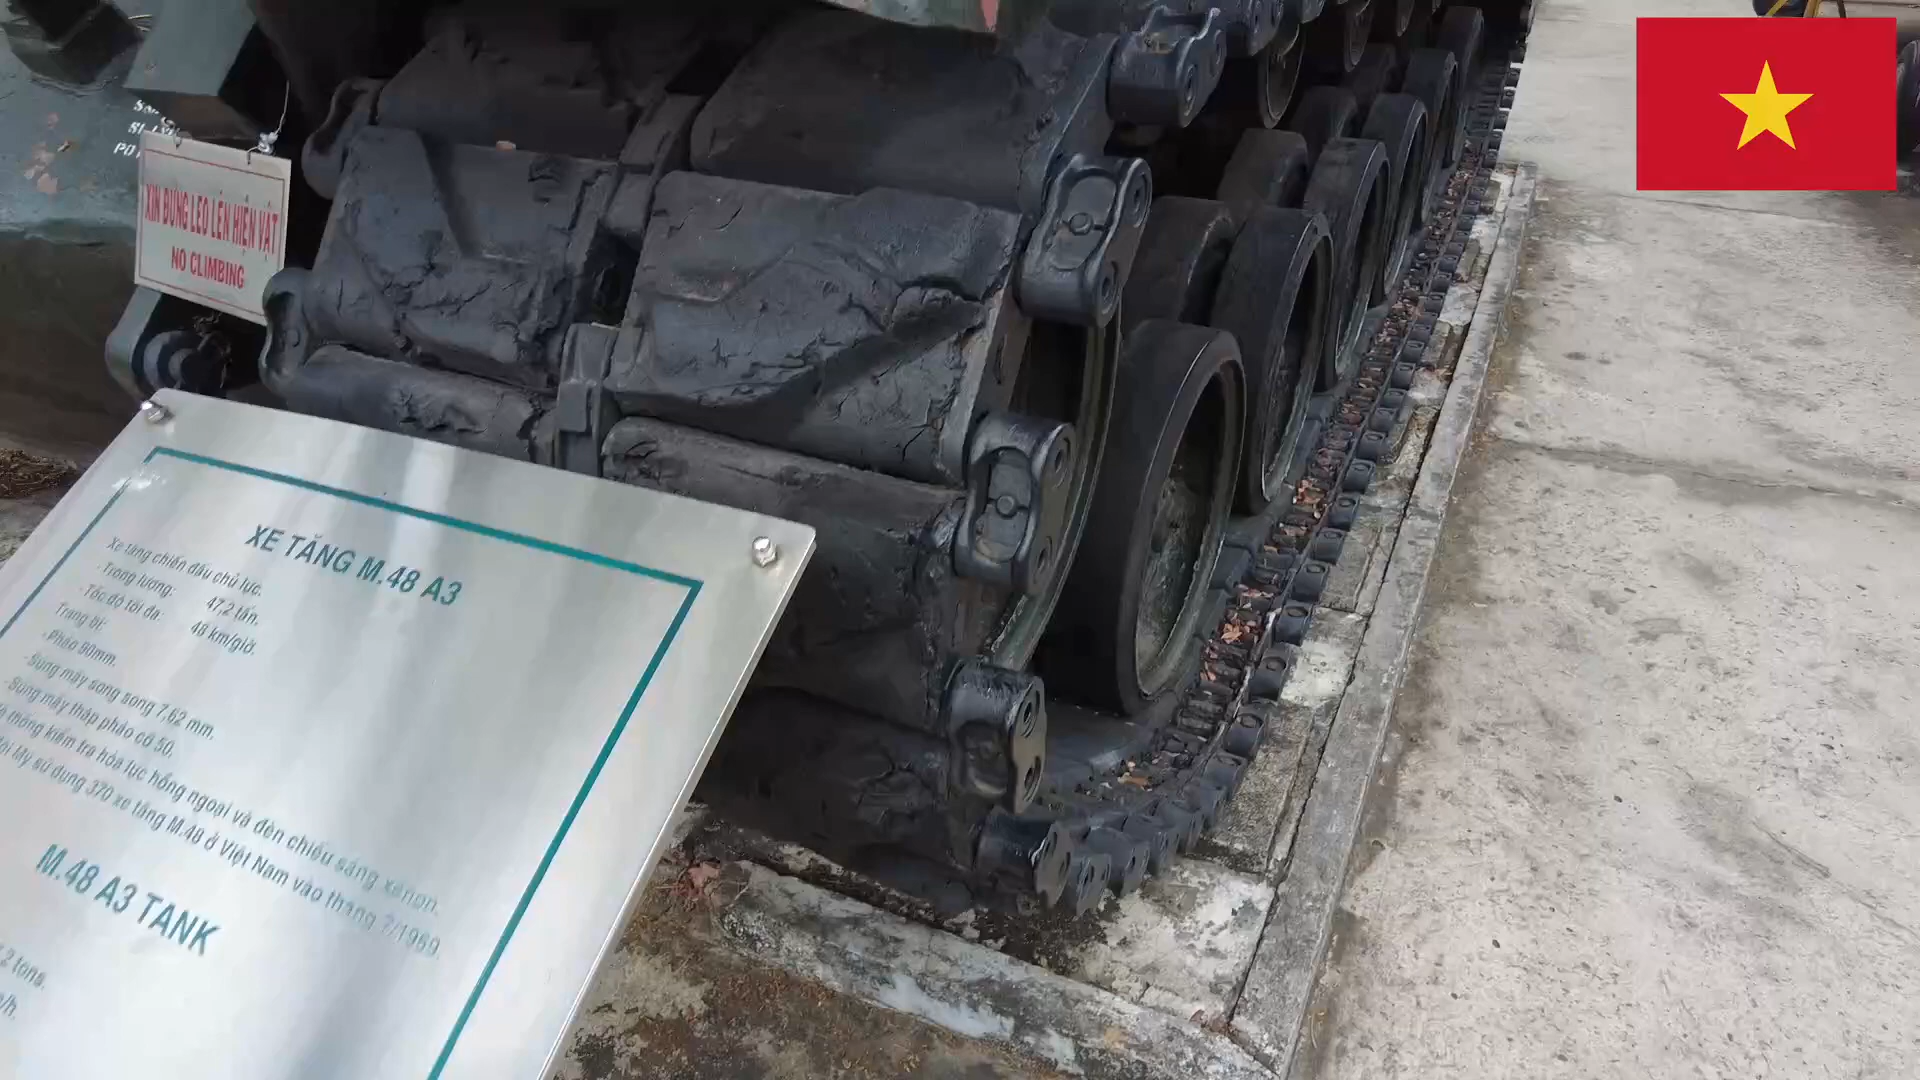 XIN ĐỪNG LEO LÊN HIỆN VẬT
NO CLIMBING
XE TĂNG M.48 A3
Xe tăng chiến đấu chủ lực.
- Trọng lượng: 47,2 tấn.
- Tốc độ tối đa: 48 km/giờ.
Trang bị:
- Pháo 90mm.
- Súng máy song song 7,62 mm.
- Súng máy tháp pháo cỡ 50.
thống kiểm tra hỏa lực hồng ngoại và đèn chiếu sáng xenon.
Mỹ sử dụng 370 xe tăng M.48 ở Việt Nam vào tháng 7/1969.
M.48 A3 TANK
2 tons.
/h.